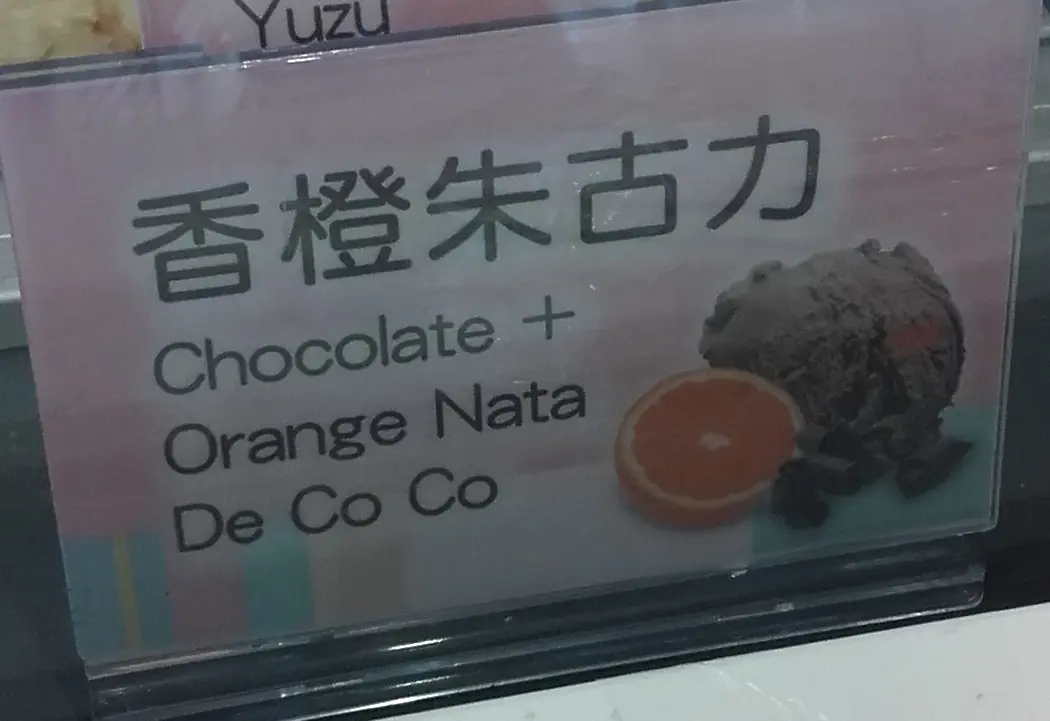 Yuzu
香橙朱古力
Chocolate +
Orange Nata
De Co Co